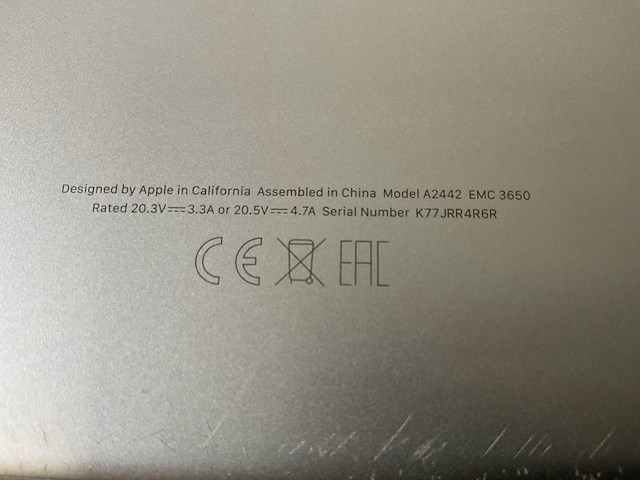 Designed by Apple in California Assembled in China Model A2442 EMC 3650
Rated 20.3V⎓3.3A or 20.5V⎓4.7A Serial Number K77JRR4R6R
CE EAC